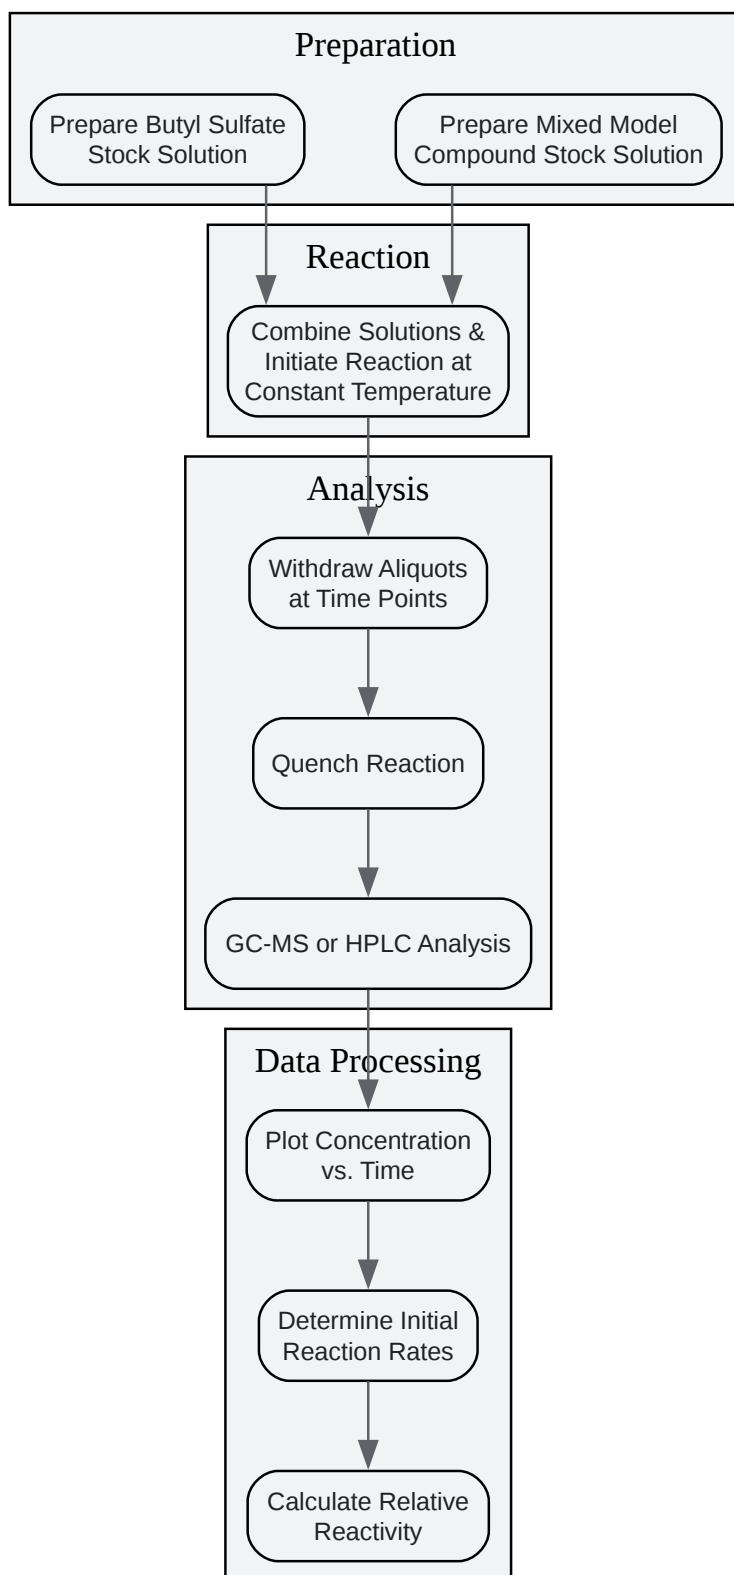 Preparation
Prepare Butyl Sulfate
Stock Solution
Prepare Mixed Model
Compound Stock Solution
Reaction
Combine Solutions &
Initiate Reaction at
Constant Temperature
Analysis
Withdraw Aliquots
at Time Points
Quench Reaction
GC-MS or HPLC Analysis
Data Processing
Plot Concentration
vs. Time
Determine Initial
Reaction Rates
Calculate Relative
Reactivity